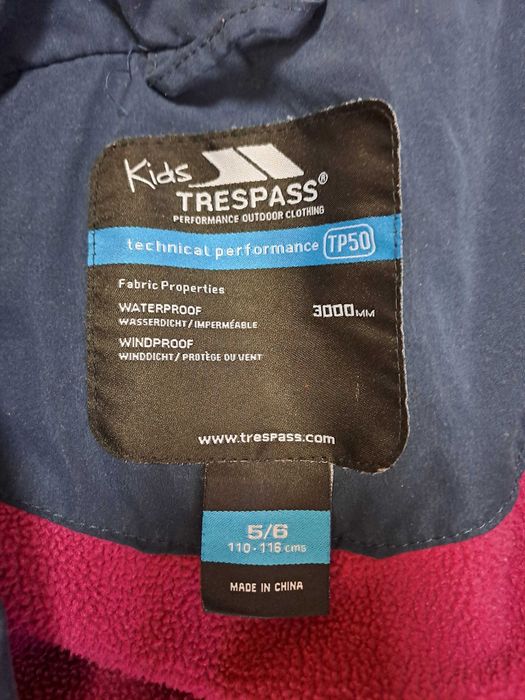 Kids
TRESPASS®
PERFORMANCE OUTDOOR CLOTHING
technical performance TP50
Fabric Properties
WATERPROOF 3000MM
WASSERDICHT / IMPERMÉABLE
WINDPROOF
WINDDICHT / PROTÈGE DU VENT
www.trespass.com
5/6
110 - 116 cms
MADE IN CHINA